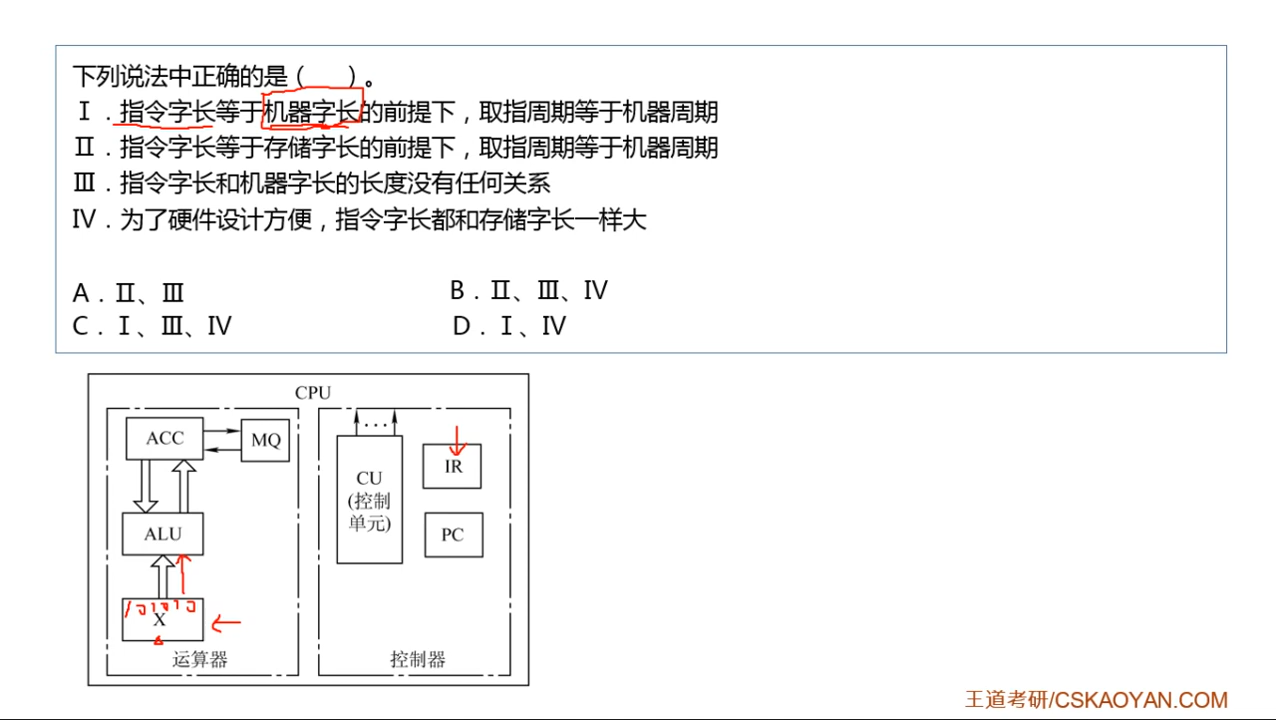 下列说法中正确的是（　　）。
Ⅰ．指令字长等于机器字长的前提下，取指周期等于机器周期
Ⅱ．指令字长等于存储字长的前提下，取指周期等于机器周期
Ⅲ．指令字长和机器字长的长度没有任何关系
Ⅳ．为了硬件设计方便，指令字长都和存储字长一样大
A．Ⅱ、Ⅲ　　B．Ⅱ、Ⅲ、Ⅳ
C．Ⅰ、Ⅲ、Ⅳ　　D．Ⅰ、Ⅳ
CPU
ACC
MQ
ALU
X
运算器
CU
(控制
单元)
…
IR
PC
控制器
王道考研/CSKAOYAN.COM